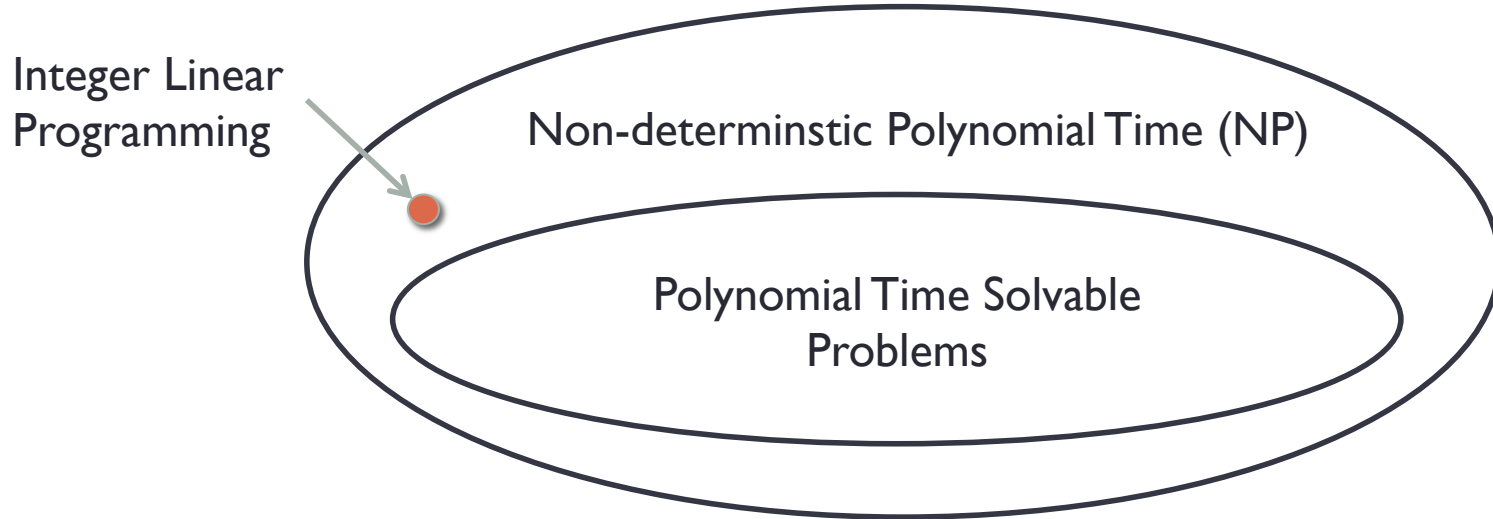 Integer Linear
Programming
Non-determinstic Polynomial Time (NP)
Polynomial Time Solvable
Problems